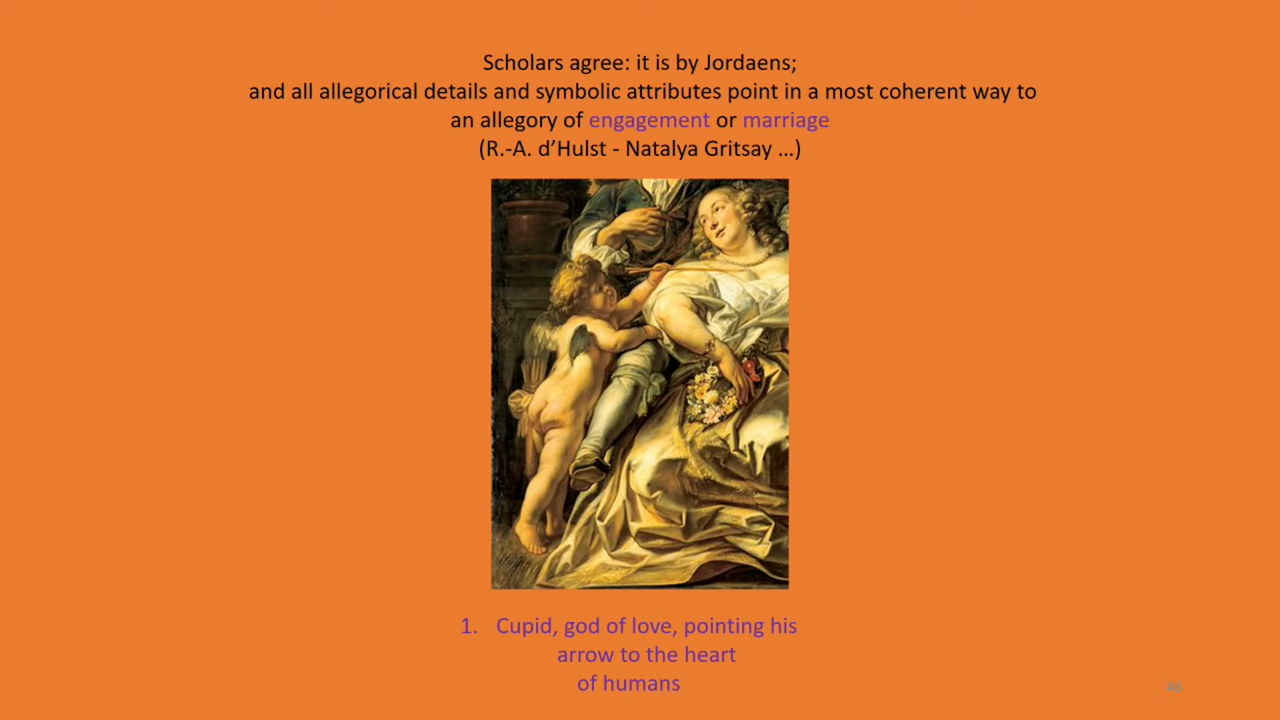 Scholars agree: it is by Jordaens;
and all allegorical details and symbolic attributes point in a most coherent way to
an allegory of engagement or marriage
(R.-A. d’Hulst - Natalya Gritsay …)
1. Cupid, god of love, pointing his
arrow to the heart
of humans